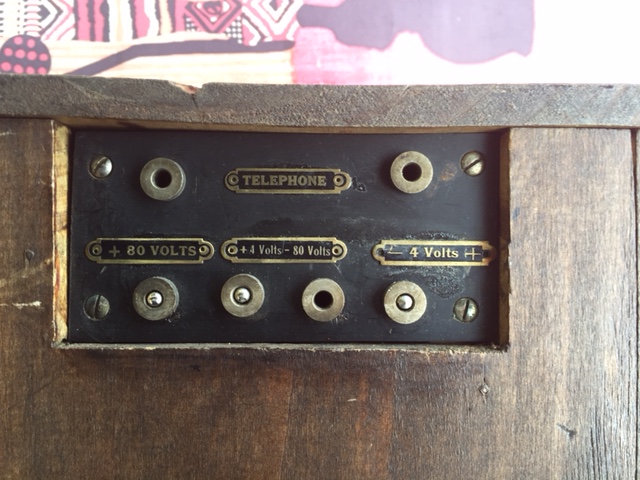 TELEPHONE
+ 80 VOLTS
+ 4 Volts - 80 Volts
- 4 Volts +